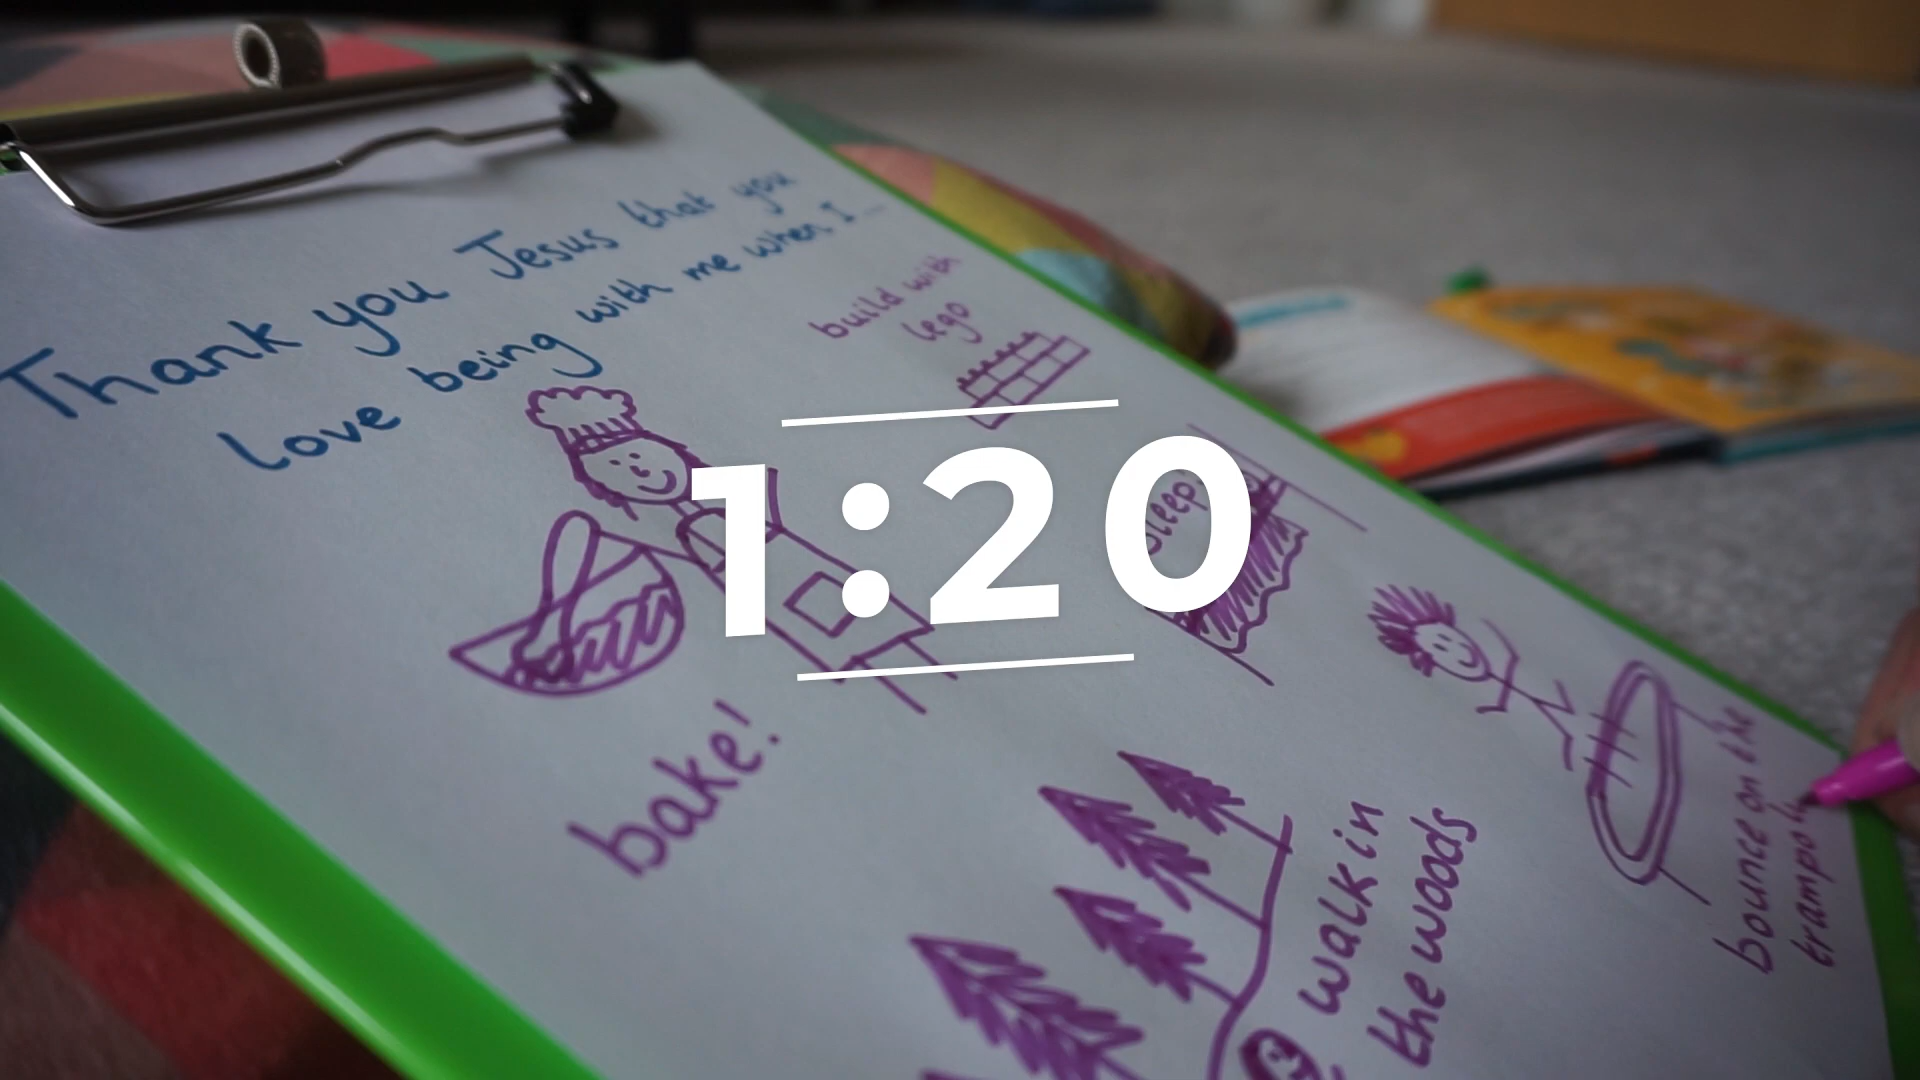 Thank you Jesus that you
love being with me when I...
build with
lego
1:20
sleep
bake!
walk in
the woods
bounce on the